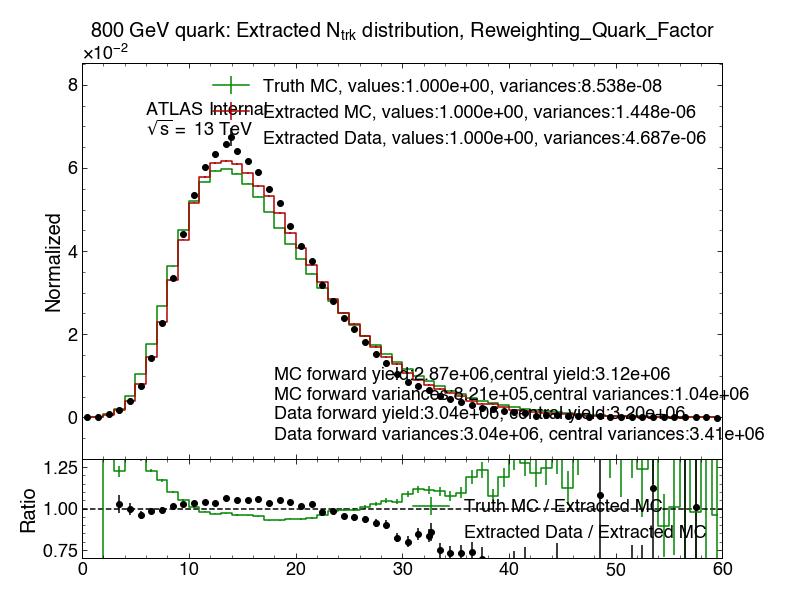 800 GeV quark: Extracted Ntrk distribution, Reweighting_Quark_Factor
×10−2
Truth MC, values:1.000e+00, variances:8.538e-08
ATLAS Internal
Extracted MC, values:1.000e+00, variances:1.448e-06
√s = 13 TeV
Extracted Data, values:1.000e+00, variances:4.687e-06
8
6
4
2
0
Normalized
MC forward yield:2.87e+06,central yield:3.12e+06
MC forward variances:8.21e+05,central variances:1.04e+06
Data forward yield:3.04e+06, central yield:3.20e+06
Data forward variances:3.04e+06, central variances:3.41e+06
1.25
1.00
0.75
Ratio
Truth MC / Extracted MC
Extracted Data / Extracted MC
0 10 20 30 40 50 60